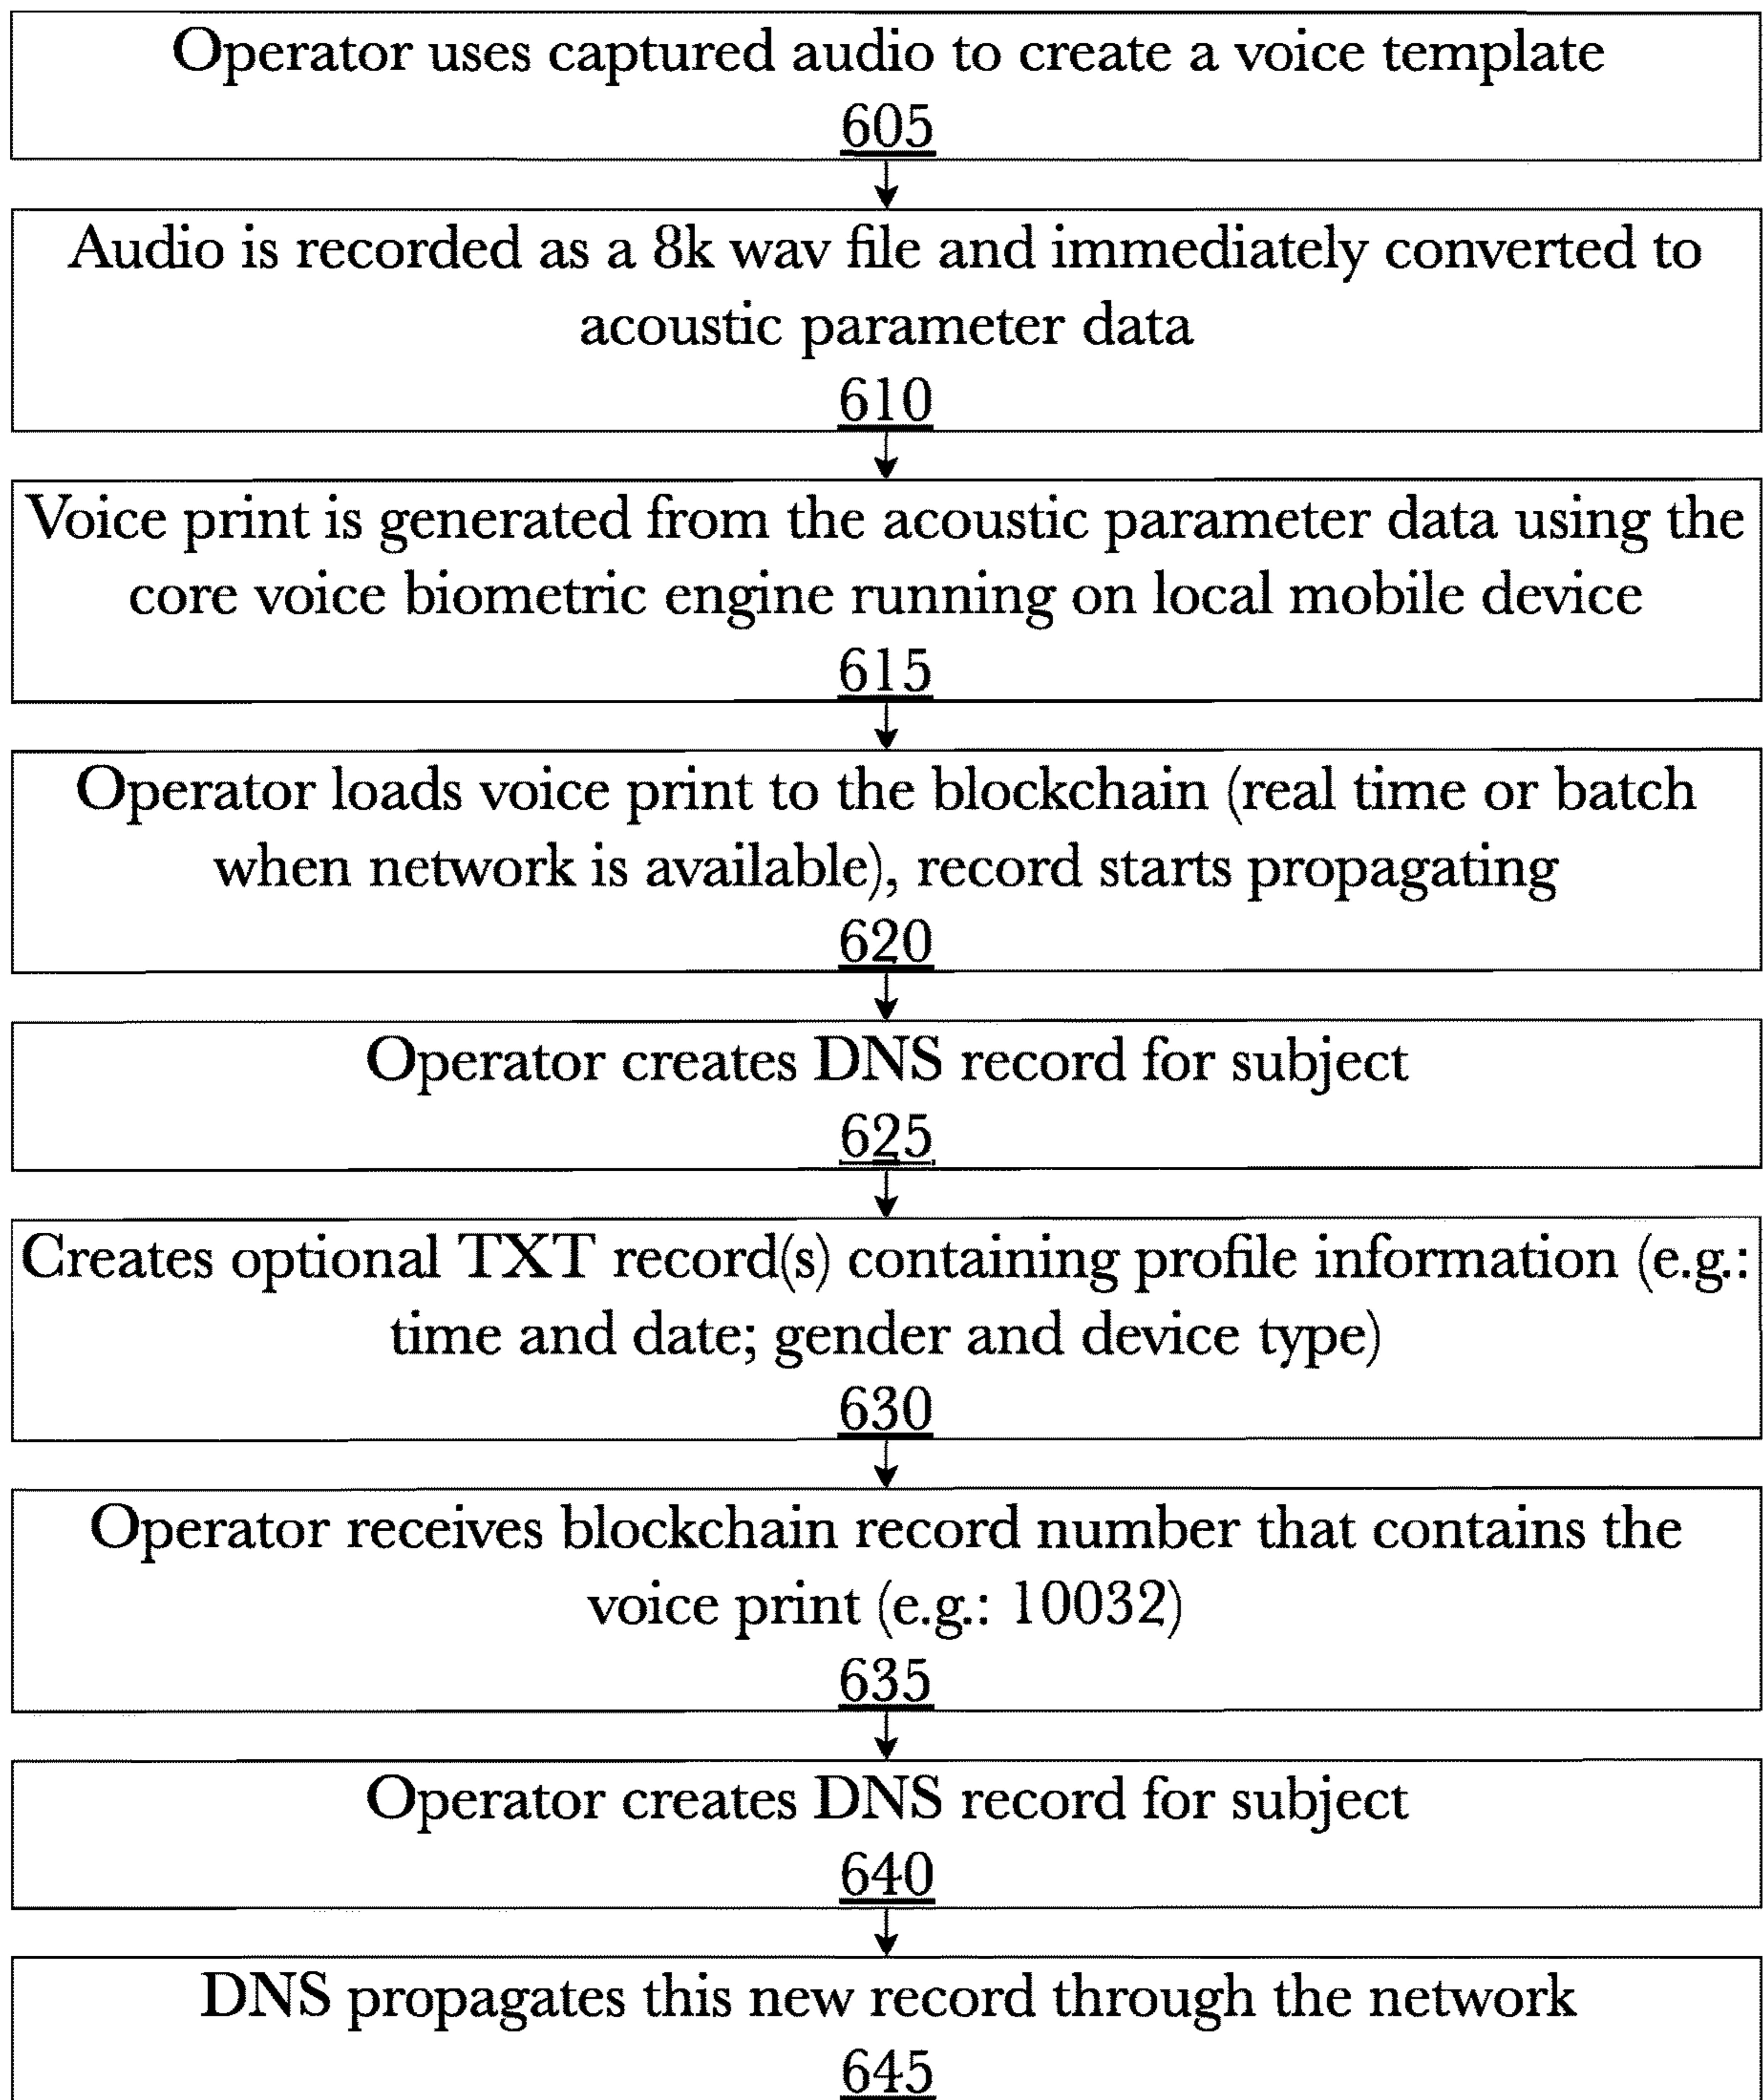 Operator uses captured audio to create a voice template
605
Audio is recorded as a 8k wav file and immediately converted to
acoustic parameter data
610
Voice print is generated from the acoustic parameter data using the
core voice biometric engine running on local mobile device
615
Operator loads voice print to the blockchain (real time or batch
when network is available), record starts propagating
620
Operator creates DNS record for subject
625
Creates optional TXT record(s) containing profile information (e.g.:
time and date; gender and device type)
630
Operator receives blockchain record number that contains the
voice print (e.g.: 10032)
635
Operator creates DNS record for subject
640
DNS propagates this new record through the network
645